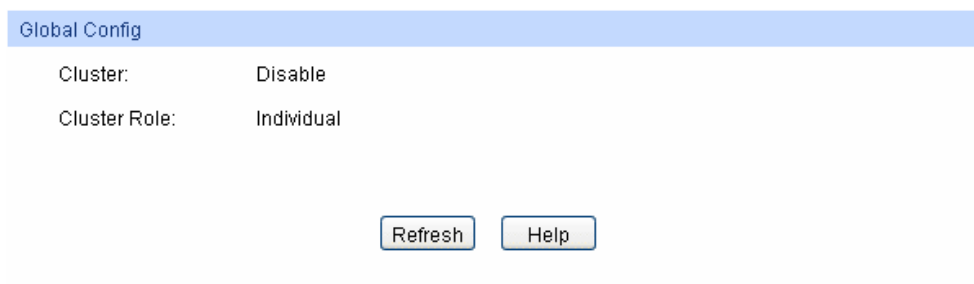 Global Config
Cluster: Disable
Cluster Role: Individual
Refresh Help